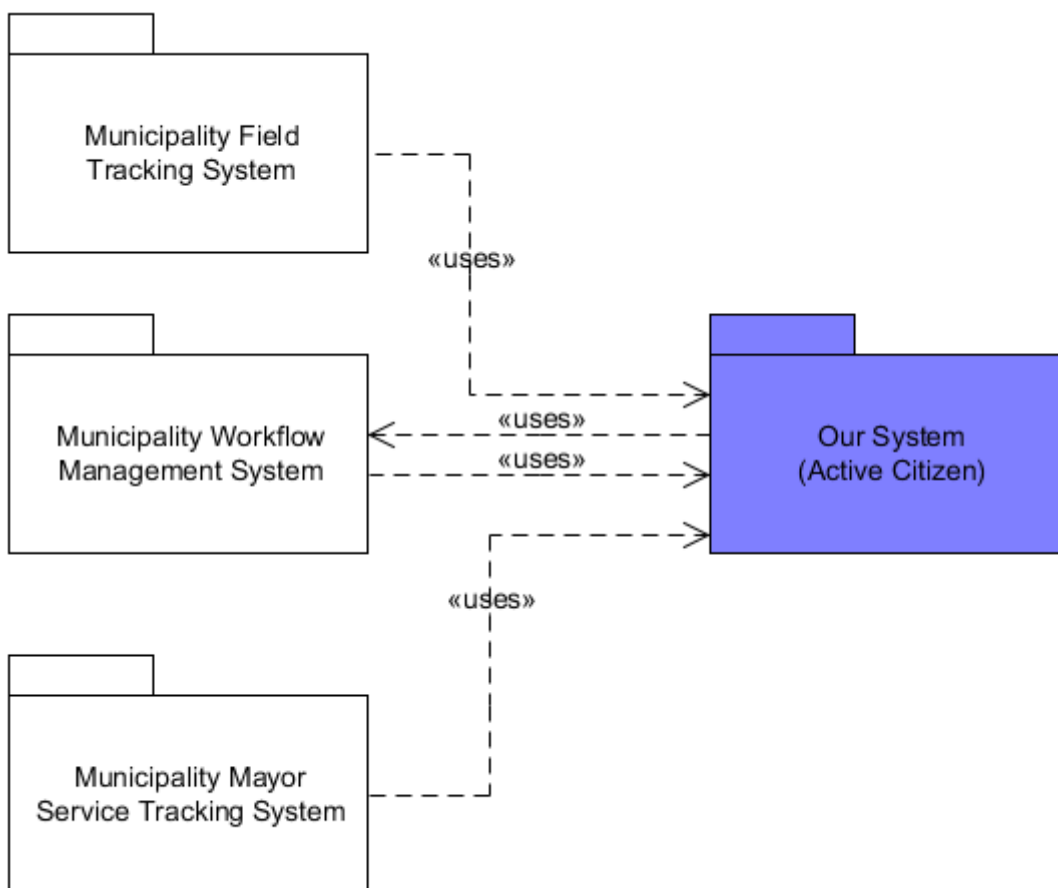 Municipality Field
Tracking System
«uses»
Municipality Workflow
Management System
«uses»
«uses»
Our System
(Active Citizen)
«uses»
Municipality Mayor
Service Tracking System